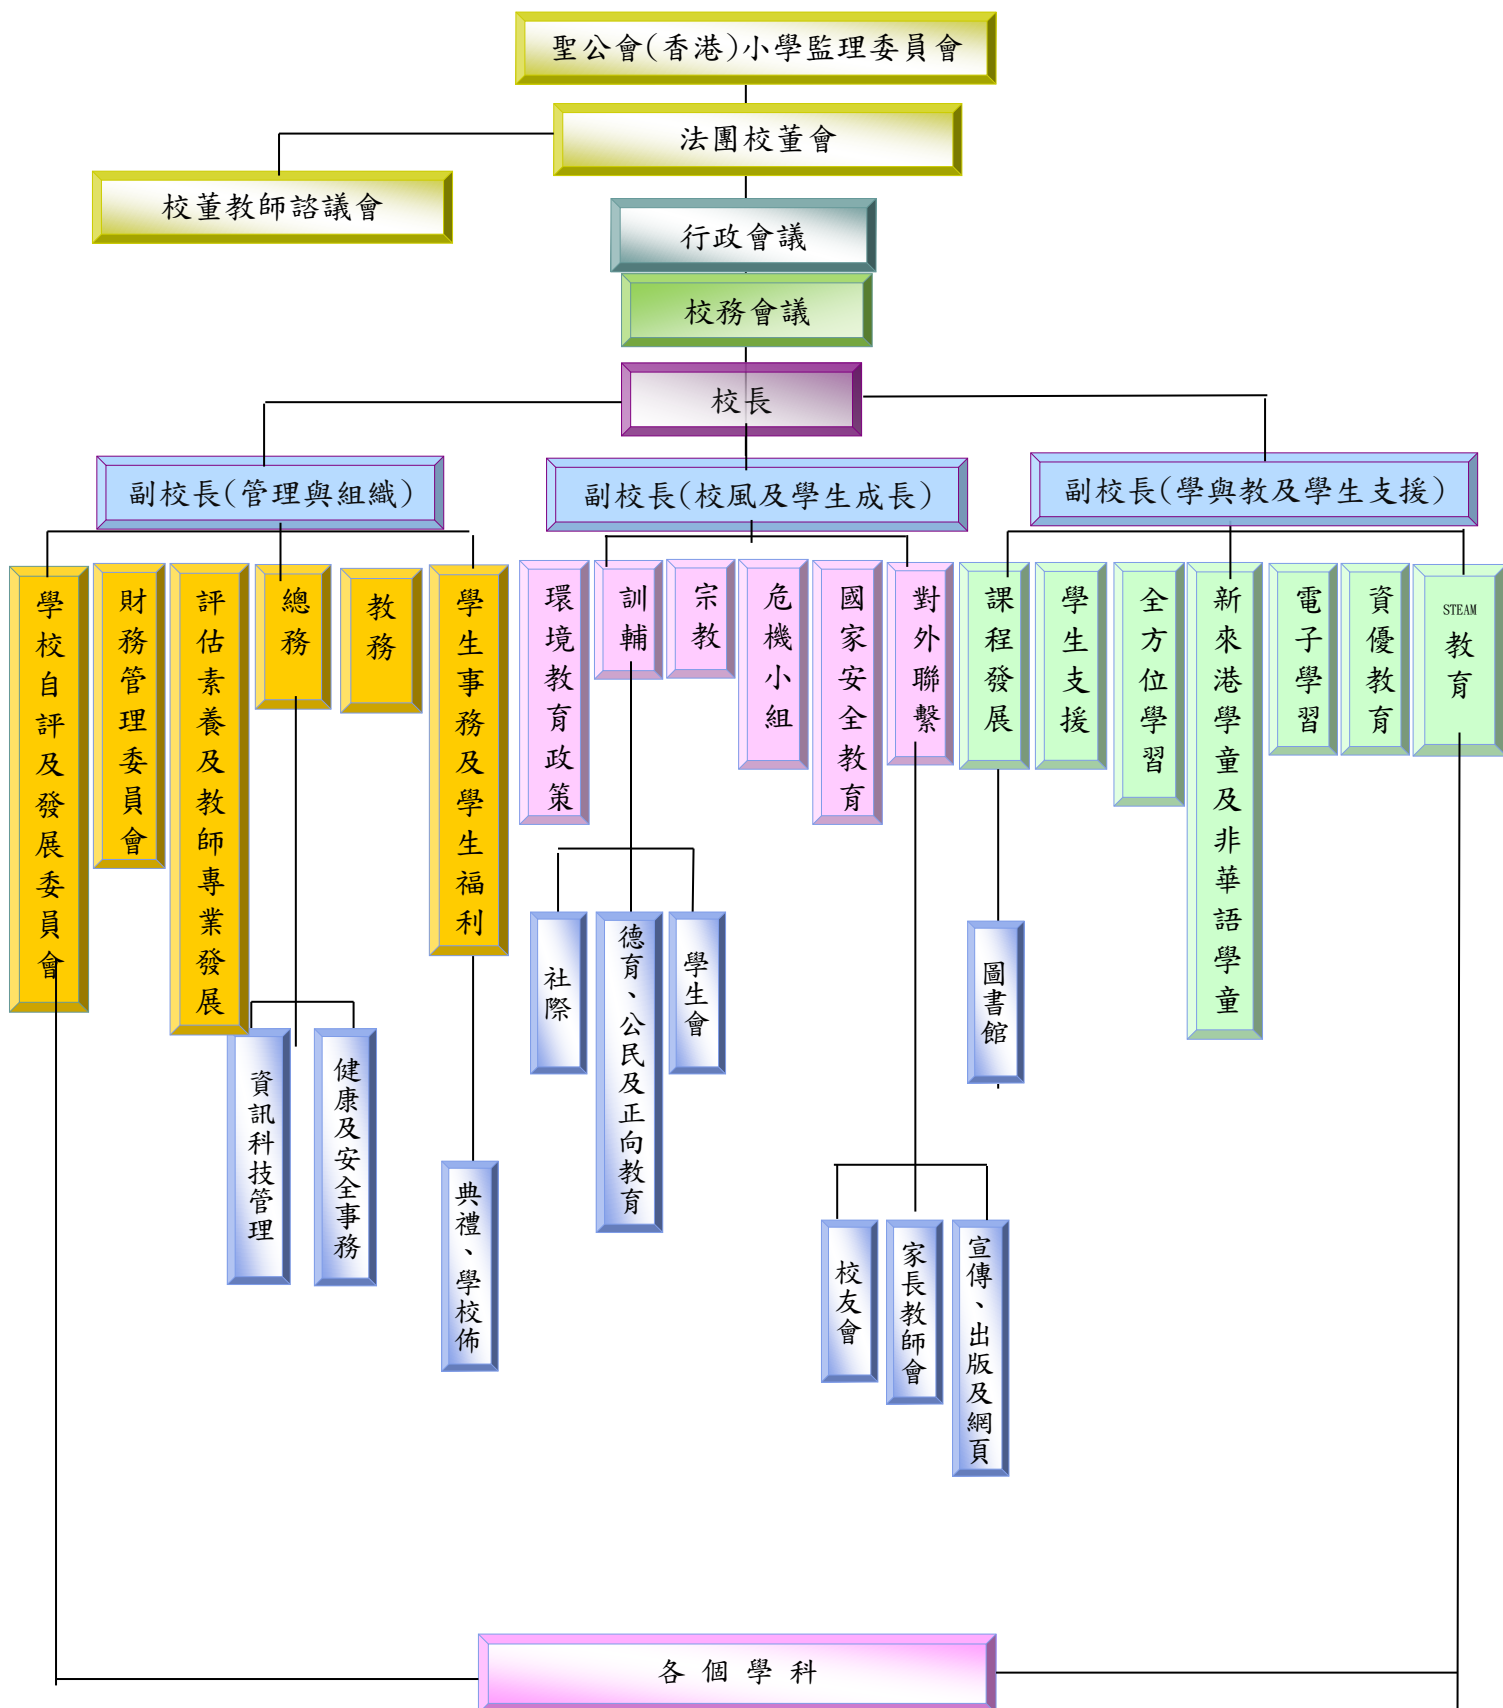 聖公會(香港)小學監理委員會
法團校董會
校董教師諮議會
行政會議
校務會議
校長
副校長(管理與組織)
副校長(校風及學生成長)
副校長(學與教及學生支援)
學校自評及發展委員會
財務管理委員會
評估素養及教師專業發展
總務
教務
學生事務及學生福利
環境教育政策
訓輔
宗教
危機小組
國家安全教育
對外聯繫
課程發展
學生支援
全方位學習
新來港學童及非華語學童
電子學習
資優教育
STEAM
教育
社際
德育、公民及正向教育
學生會
圖書館
資訊科技管理
健康及安全事務
典禮、學校佈
校友會
家長教師會
宣傳、出版及網頁
各個學科